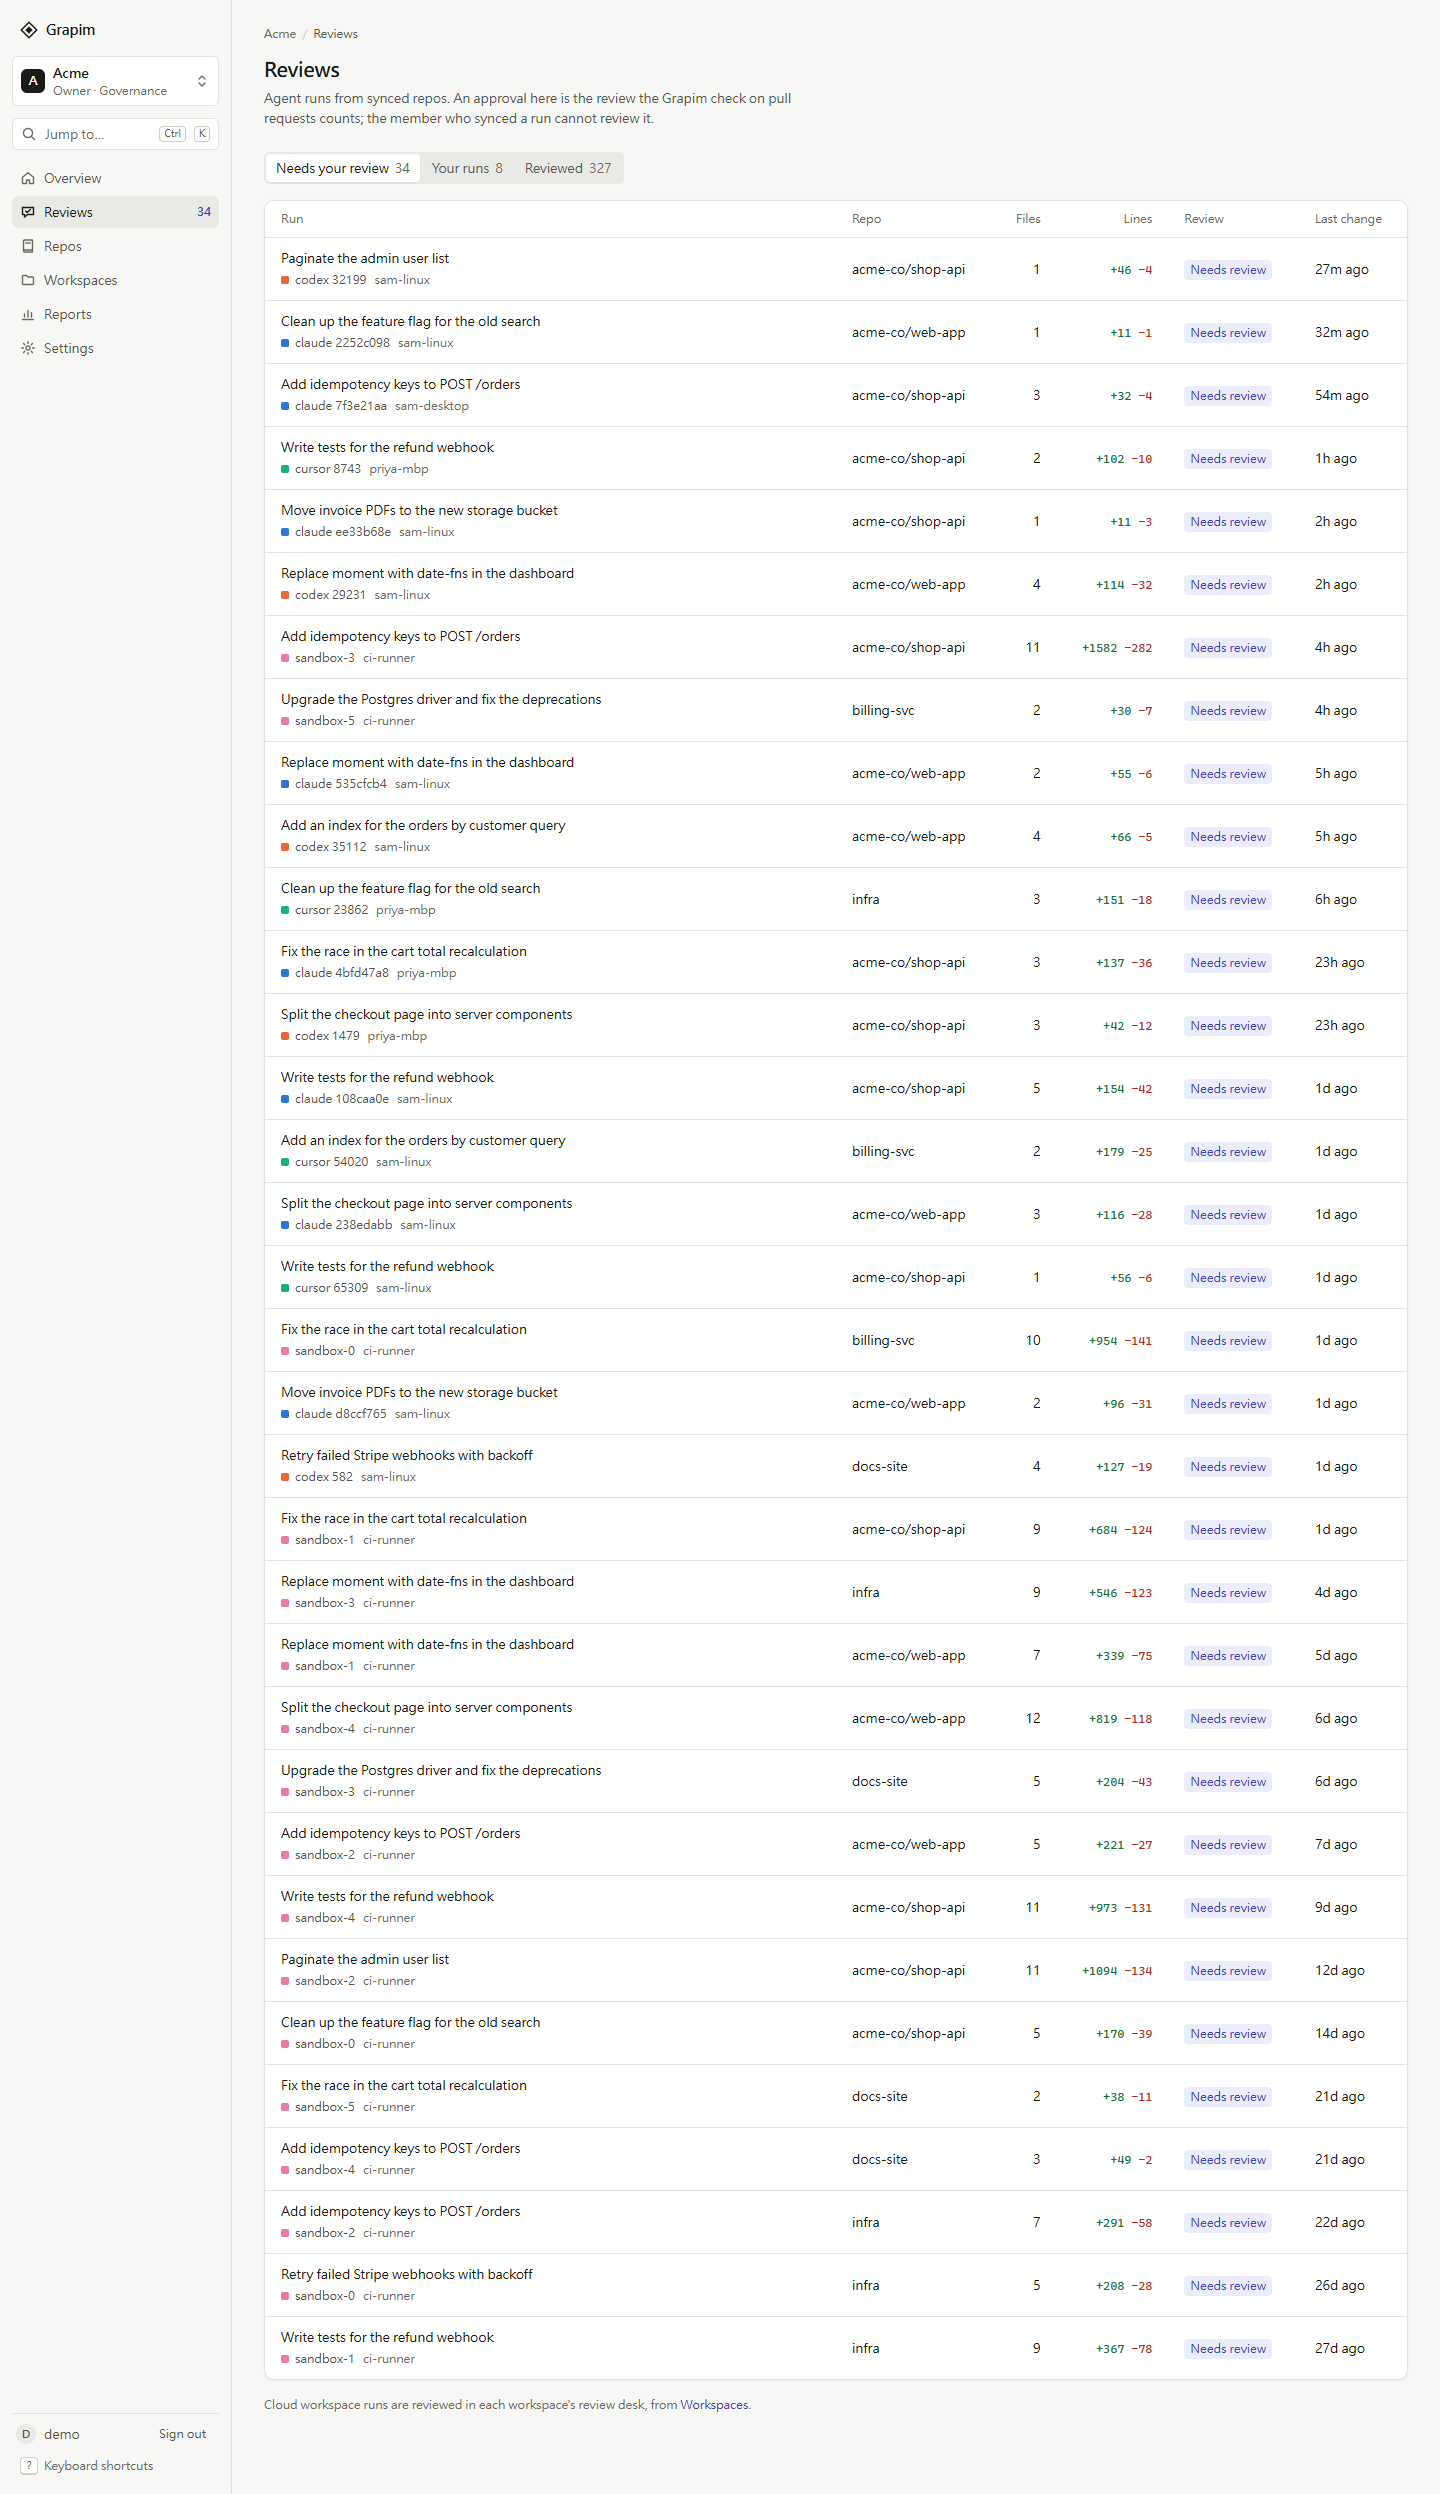 Grapim
A
Acme
Owner · Governance
Jump to...
Ctrl K
Overview
Reviews 34
Repos
Workspaces
Reports
Settings
Acme / Reviews
Reviews
Agent runs from synced repos. An approval here is the review the Grapim check on pull
requests counts; the member who synced a run cannot review it.
Needs your review 34 Your runs 8 Reviewed 327
Run Repo Files Lines Review Last change
Paginate the admin user list
codex 32199 sam-linux
acme-co/shop-api 1 +46 −4 Needs review 27m ago
Clean up the feature flag for the old search
claude 2252c098 sam-linux
acme-co/web-app 1 +11 −1 Needs review 32m ago
Add idempotency keys to POST /orders
claude 7f3e21aa sam-desktop
acme-co/shop-api 3 +32 −4 Needs review 54m ago
Write tests for the refund webhook
cursor 8743 priya-mbp
acme-co/shop-api 2 +102 −10 Needs review 1h ago
Move invoice PDFs to the new storage bucket
claude ee33b68e sam-linux
acme-co/shop-api 1 +11 −3 Needs review 2h ago
Replace moment with date-fns in the dashboard
codex 29231 sam-linux
acme-co/web-app 4 +114 −32 Needs review 2h ago
Add idempotency keys to POST /orders
sandbox-3 ci-runner
acme-co/shop-api 11 +1582 −282 Needs review 4h ago
Upgrade the Postgres driver and fix the deprecations
sandbox-5 ci-runner
billing-svc 2 +30 −7 Needs review 4h ago
Replace moment with date-fns in the dashboard
claude 535cfcb4 sam-linux
acme-co/web-app 2 +55 −6 Needs review 5h ago
Add an index for the orders by customer query
codex 35112 sam-linux
acme-co/web-app 4 +66 −5 Needs review 5h ago
Clean up the feature flag for the old search
cursor 23862 priya-mbp
infra 3 +151 −18 Needs review 6h ago
Fix the race in the cart total recalculation
claude 4bfd47a8 priya-mbp
acme-co/shop-api 3 +137 −36 Needs review 23h ago
Split the checkout page into server components
codex 1479 priya-mbp
acme-co/shop-api 3 +42 −12 Needs review 23h ago
Write tests for the refund webhook
claude 108caa0e sam-linux
acme-co/shop-api 5 +154 −42 Needs review 1d ago
Add an index for the orders by customer query
cursor 54020 sam-linux
billing-svc 2 +179 −25 Needs review 1d ago
Split the checkout page into server components
claude 238edabb sam-linux
acme-co/web-app 3 +116 −28 Needs review 1d ago
Write tests for the refund webhook
cursor 65309 sam-linux
acme-co/shop-api 1 +56 −6 Needs review 1d ago
Fix the race in the cart total recalculation
sandbox-0 ci-runner
billing-svc 10 +954 −141 Needs review 1d ago
Move invoice PDFs to the new storage bucket
claude d8ccf765 sam-linux
acme-co/web-app 2 +96 −31 Needs review 1d ago
Retry failed Stripe webhooks with backoff
codex 582 sam-linux
docs-site 4 +127 −19 Needs review 1d ago
Fix the race in the cart total recalculation
sandbox-1 ci-runner
acme-co/shop-api 9 +684 −124 Needs review 1d ago
Replace moment with date-fns in the dashboard
sandbox-3 ci-runner
infra 9 +546 −123 Needs review 4d ago
Replace moment with date-fns in the dashboard
sandbox-1 ci-runner
acme-co/web-app 7 +339 −75 Needs review 5d ago
Split the checkout page into server components
sandbox-4 ci-runner
acme-co/web-app 12 +819 −118 Needs review 6d ago
Upgrade the Postgres driver and fix the deprecations
sandbox-3 ci-runner
docs-site 5 +204 −43 Needs review 6d ago
Add idempotency keys to POST /orders
sandbox-2 ci-runner
acme-co/web-app 5 +221 −27 Needs review 7d ago
Write tests for the refund webhook
sandbox-4 ci-runner
acme-co/shop-api 11 +973 −131 Needs review 9d ago
Paginate the admin user list
sandbox-2 ci-runner
acme-co/shop-api 11 +1094 −134 Needs review 12d ago
Clean up the feature flag for the old search
sandbox-0 ci-runner
acme-co/shop-api 5 +170 −39 Needs review 14d ago
Fix the race in the cart total recalculation
sandbox-5 ci-runner
docs-site 2 +38 −11 Needs review 21d ago
Add idempotency keys to POST /orders
sandbox-4 ci-runner
docs-site 3 +49 −2 Needs review 21d ago
Add idempotency keys to POST /orders
sandbox-2 ci-runner
infra 7 +291 −58 Needs review 22d ago
Retry failed Stripe webhooks with backoff
sandbox-0 ci-runner
infra 5 +208 −28 Needs review 26d ago
Write tests for the refund webhook
sandbox-1 ci-runner
infra 9 +367 −78 Needs review 27d ago
Cloud workspace runs are reviewed in each workspace's review desk, from Workspaces.
D demo Sign out
? Keyboard shortcuts